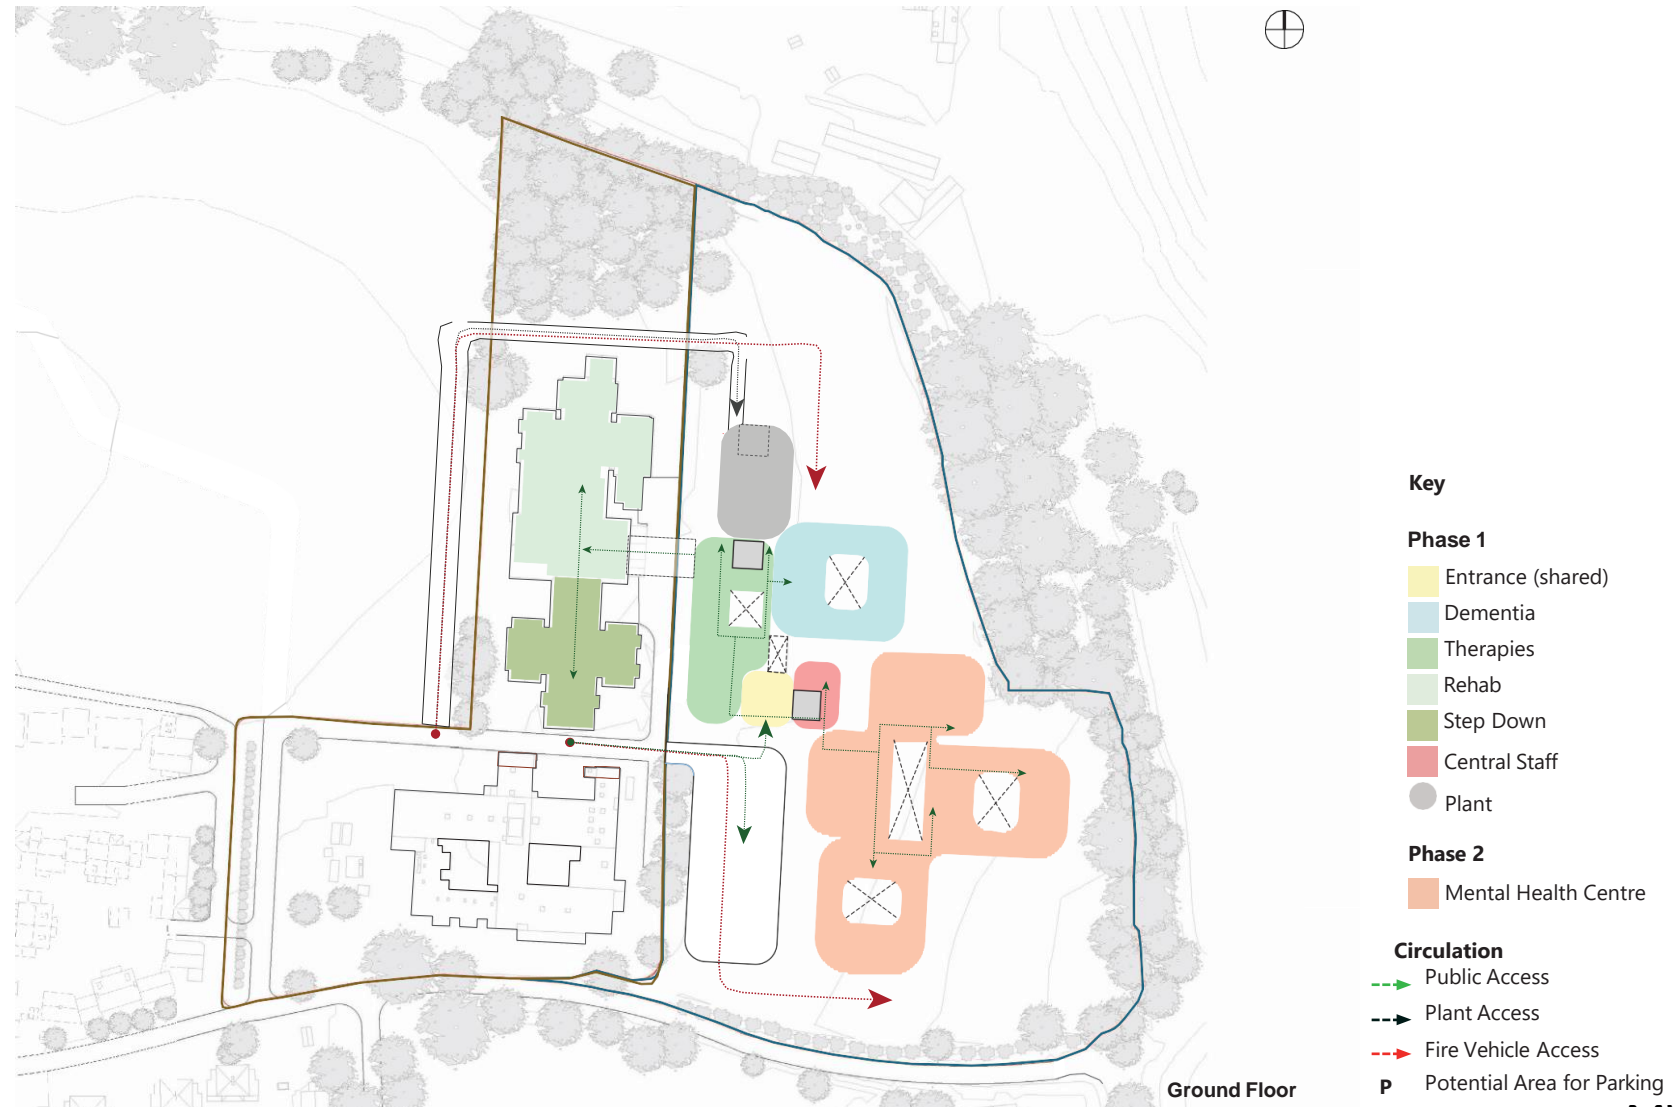 Key
Phase 1
Entrance (shared)
Dementia
Therapies
Rehab
Step Down
Central Staff
Plant
Phase 2
Mental Health Centre
Circulation
Public Access
Plant Access
Fire Vehicle Access
P Potential Area for Parking
Ground Floor